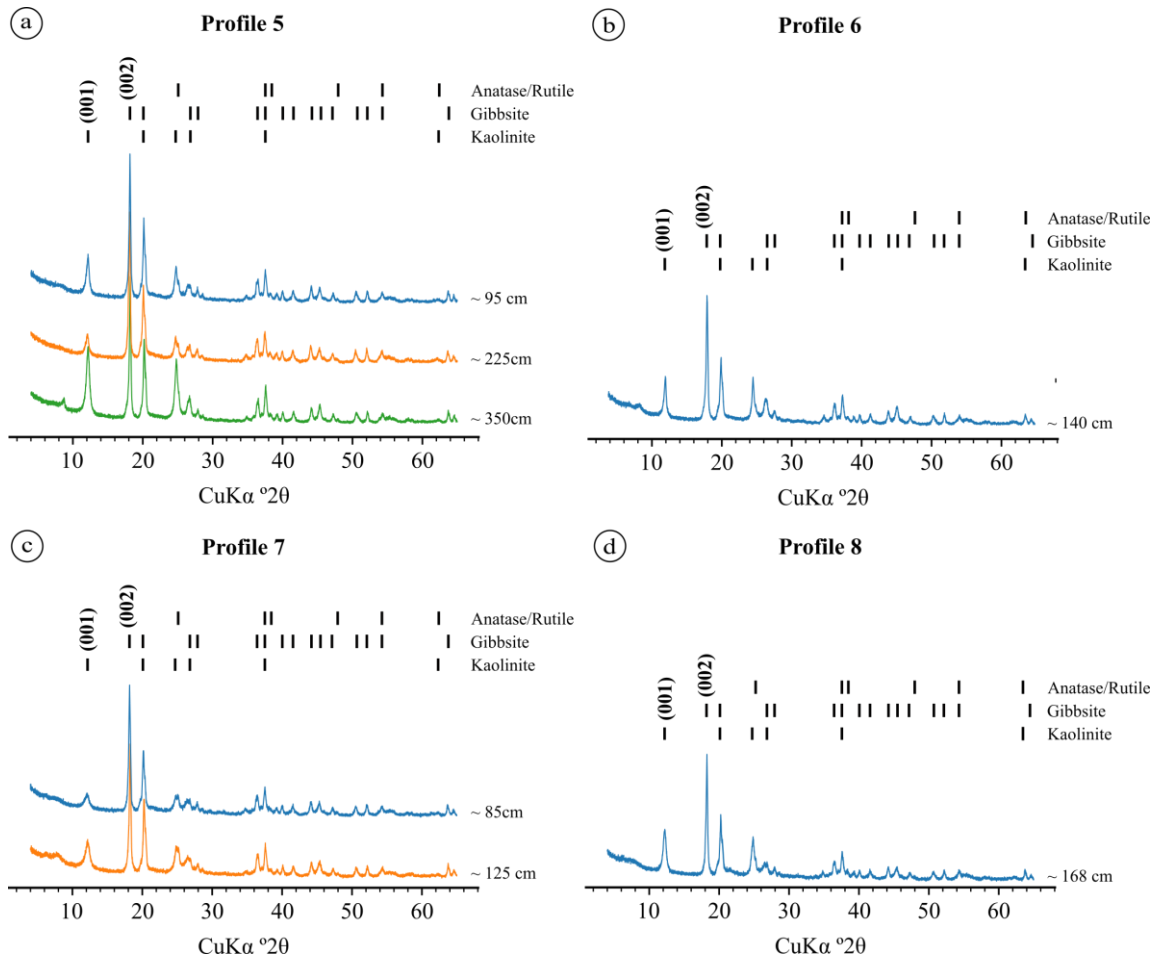 a
Profile 5
(001)
(002)
Anatase/Rutile
Gibbsite
Kaolinite
~ 95 cm
~ 225cm
~ 350cm
10 20 30 40 50 60
CuKα º2θ
b
Profile 6
(001)
(002)
Anatase/Rutile
Gibbsite
Kaolinite
~ 140 cm
10 20 30 40 50 60
CuKα º2θ
c
Profile 7
(001)
(002)
Anatase/Rutile
Gibbsite
Kaolinite
~ 85cm
~ 125 cm
10 20 30 40 50 60
CuKα º2θ
d
Profile 8
(001)
(002)
Anatase/Rutile
Gibbsite
Kaolinite
~ 168 cm
10 20 30 40 50 60
CuKα º2θ